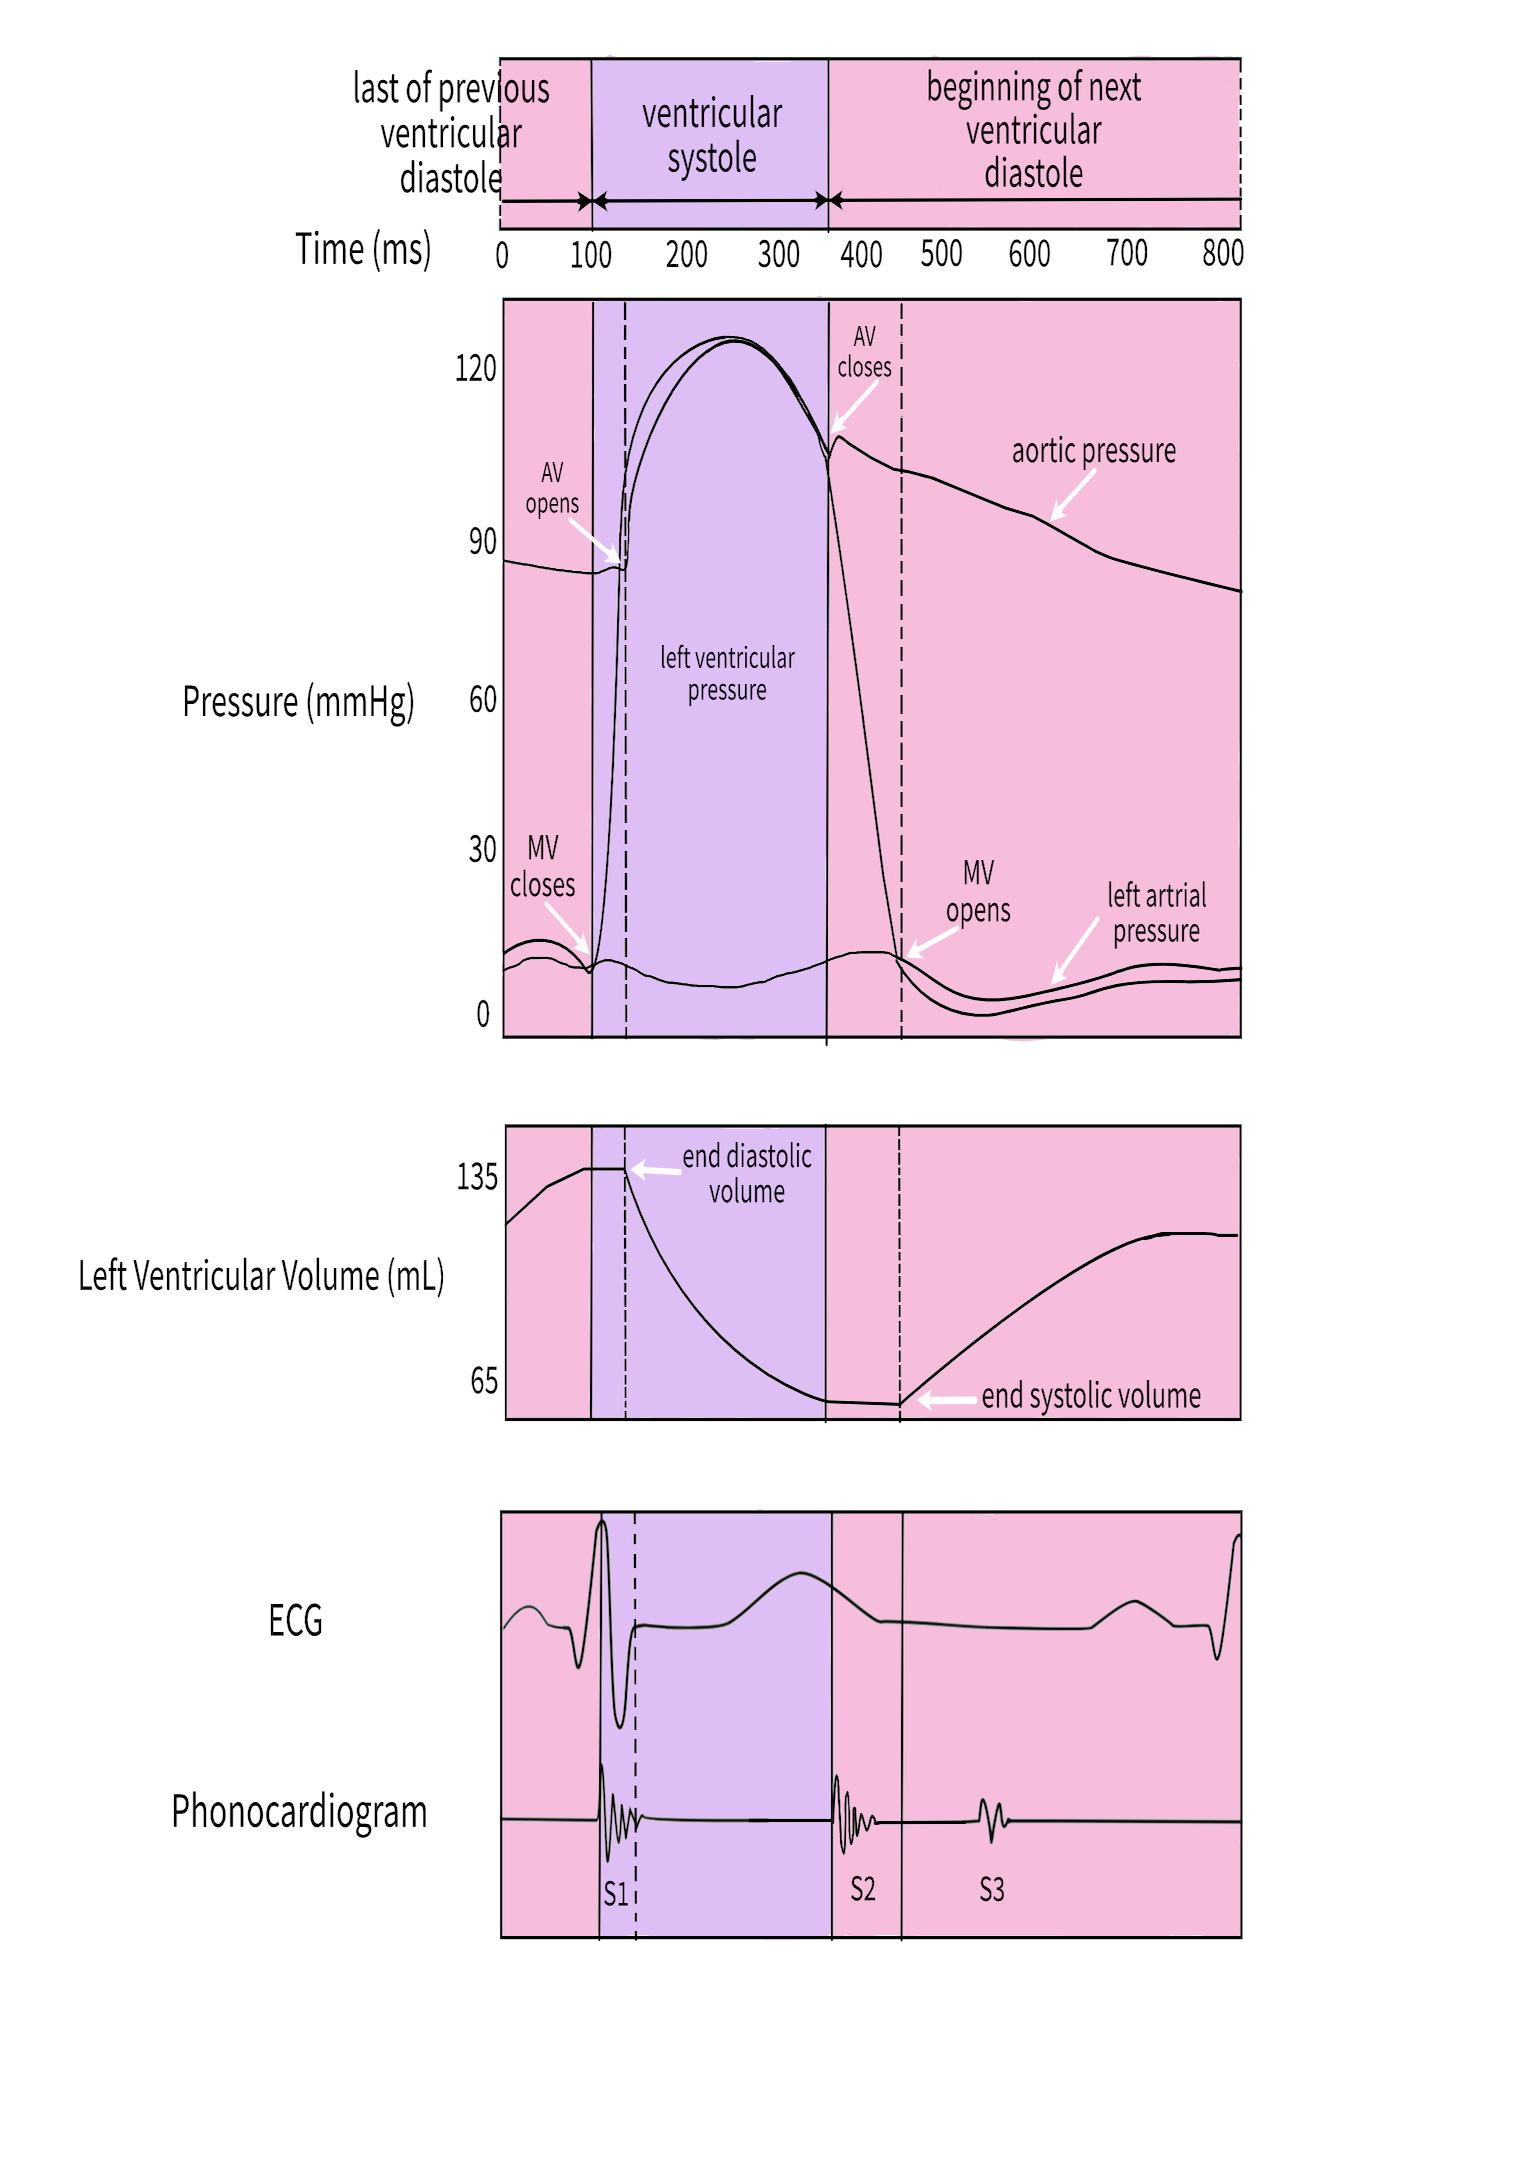 last of previous
ventricular
diastole
ventricular
systole
beginning of next
ventricular
diastole
Time (ms)
0 100 200 300 400 500 600 700 800
120
90
60
30
0
Pressure (mmHg)
AV
closes
aortic pressure
AV
opens
left ventricular
pressure
MV
closes
MV
opens
left artrial
pressure
135
65
Left Ventricular Volume (mL)
end diastolic
volume
end systolic volume
ECG
Phonocardiogram
S1
S2
S3